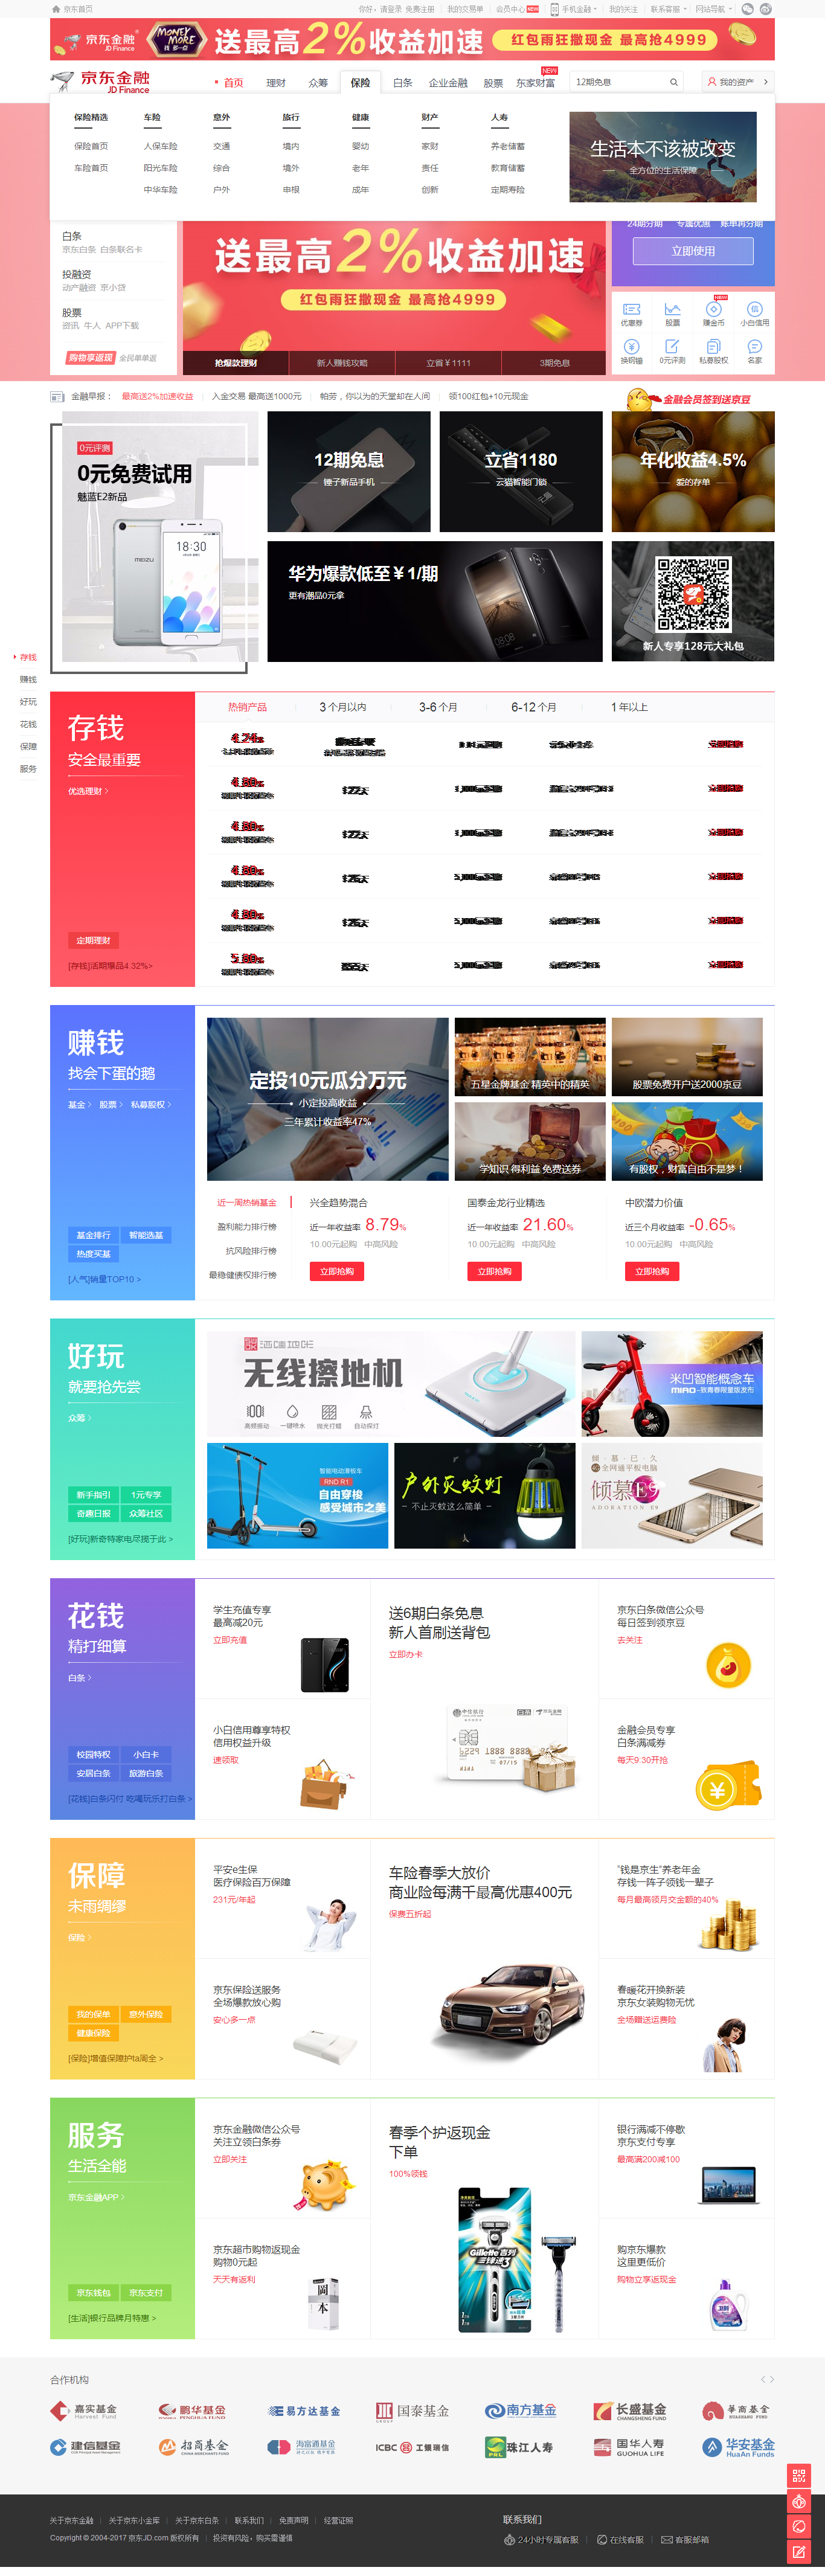 京东首页
你好，请登录 免费注册 我的交易单 会员中心 NEW 手机金融 我的关注 联系客服 网站导航
京东金融 JD Finance MONEY MORE 送最高2%收益加速 红包雨狂撒现金 最高抢4999
京东金融
JD Finance
首页 理财 众筹 保险 白条 企业金融 股票 东家财富 NEW 12期免息 我的资产
保险精选 车险 意外 旅行 健康 财产 人寿
保险首页 人保车险 交通 境内 婴幼 家财 养老储蓄
车险首页 阳光车险 综合 境外 老年 责任 教育储蓄
中华车险 户外 申根 成年 创新 定期寿险
生活本不该被改变
全方位的生活保障
白条
京东白条 白条联名卡
投融资
动产融资 京小贷
股票
资讯 牛人 APP下载
购物享返现 全民单单返
送最高2%收益加速
红包雨狂撒现金 最高抢4999
抢爆款理财 新人赚钱攻略 立省￥1111 3期免息
24期分期 专属优惠 账单再分期
立即使用
NEW
优惠券 股票 赚金币 小白信用
换钢镚 0元评测 私募股权 名家
金融早报： 最高送2%加速收益 入金交易 最高送1000元 帕劳，你以为的天堂却在人间 领100红包+10元现金
金融会员签到送京豆
0元评测
0元免费试用
魅蓝E2新品
MEIZU
18:30
12期免息
锤子新品手机
立省1180
云猫智能门锁
年化收益4.5%
爱的存单
华为爆款低至￥1/期
更有潮品0元拿
08:08
新人专享128元大礼包
存钱
赚钱
好玩
花钱
保障
服务
存钱
安全最重要
优选理财
定期理财
[存钱]活期爆品4.32%>
热销产品 3个月以内 3-6个月 6-12个月 1年以上
赚钱
找会下蛋的鹅
基金 股票 私募股权
基金排行 智能选基
热度买基
[人气]销量TOP10 >
定投10元瓜分万元
小定投高收益
三年累计收益率47%
五星金牌基金 精英中的精英
股票免费开户送2000京豆
学知识 得利益 免费送券
有股权，财富自由不是梦！
近一周热销基金
盈利能力排行榜
抗风险排行榜
最稳健债权排行榜
兴全趋势混合
近一年收益率 8.79%
10.00元起购 中高风险
立即抢购
国泰金龙行业精选
近一年收益率 21.60%
10.00元起购 中高风险
立即抢购
中欧潜力价值
近三个月收益率 -0.65%
10.00元起购 中高风险
立即抢购
好玩
就要抢先尝
众筹
新手指引 1元专享
奇趣日报 众筹社区
[好玩]新奇特家电尽揽于此 >
无线擦地机
高频振动 一键喷水 抛光打蜡 自动探灯
米凹智能概念车
MIRO-致青春限量版发布
智能电动滑板车
RND R1
自由穿梭
感受城市之美
户外灭蚊灯
不止灭蚊这么简单
倾·慕·已·久
4G全网通平板电脑
倾慕E9
ADORATION E9
花钱
精打细算
白条
校园特权 小白卡
安居白条 旅游白条
[花钱]白条闪付 吃喝玩乐打白条 >
学生充值专享
最高减20元
立即充值
小白信用尊享特权
信用权益升级
速领取
送6期白条免息
新人首刷送背包
立即办卡
中信银行
6229 1888 8888
07/15
京东白条微信公众号
每日签到领京豆
去关注
金融会员专享
白条满减券
每天9:30开抢
保障
未雨绸缪
保险
我的保单 意外保险
健康保险
[保险]增值保障护ta周全 >
平安e生保
医疗保险百万保障
231元/年起
京东保险送服务
全场爆款放心购
安心多一点
车险春季大放价
商业险每满千最高优惠400元
保费五折起
“钱是京生”养老年金
存钱一阵子领钱一辈子
每月最高领月交金额的40%
春暖花开换新装
京东女装购物无忧
全场赠送运费险
服务
生活全能
京东金融APP
京东钱包 京东支付
[生活]银行品牌月特惠 >
京东金融微信公众号
关注立领白条券
立即关注
京东超市购物返现金
购物0元起
天天有返利
岡本
春季个护返现金
下单
100%领钱
Gillette
银行满减不停歇
京东支付专享
最高满200减100
购京东爆款
这里更低价
购物立享返现金
合作机构
嘉实基金 Harvest Fund 鹏华基金 PENGHUA FUND 易方达基金 国泰基金 南方基金 长盛基金 CHANGSHENG FUND 华商基金 HUASHANG FUND
建信基金 招商基金 海富通基金 ICBC 工银瑞信 PRL 珠江人寿 国华人寿 GUOHUA LIFE 华安基金 HuaAn Funds
关于京东金融 关于京东小金库 关于京东白条 联系我们 免责声明 经营证照
Copyright © 2004-2017 京东JD.com 版权所有 投资有风险，购买需谨慎
联系我们
24小时专属客服 在线客服 客服邮箱